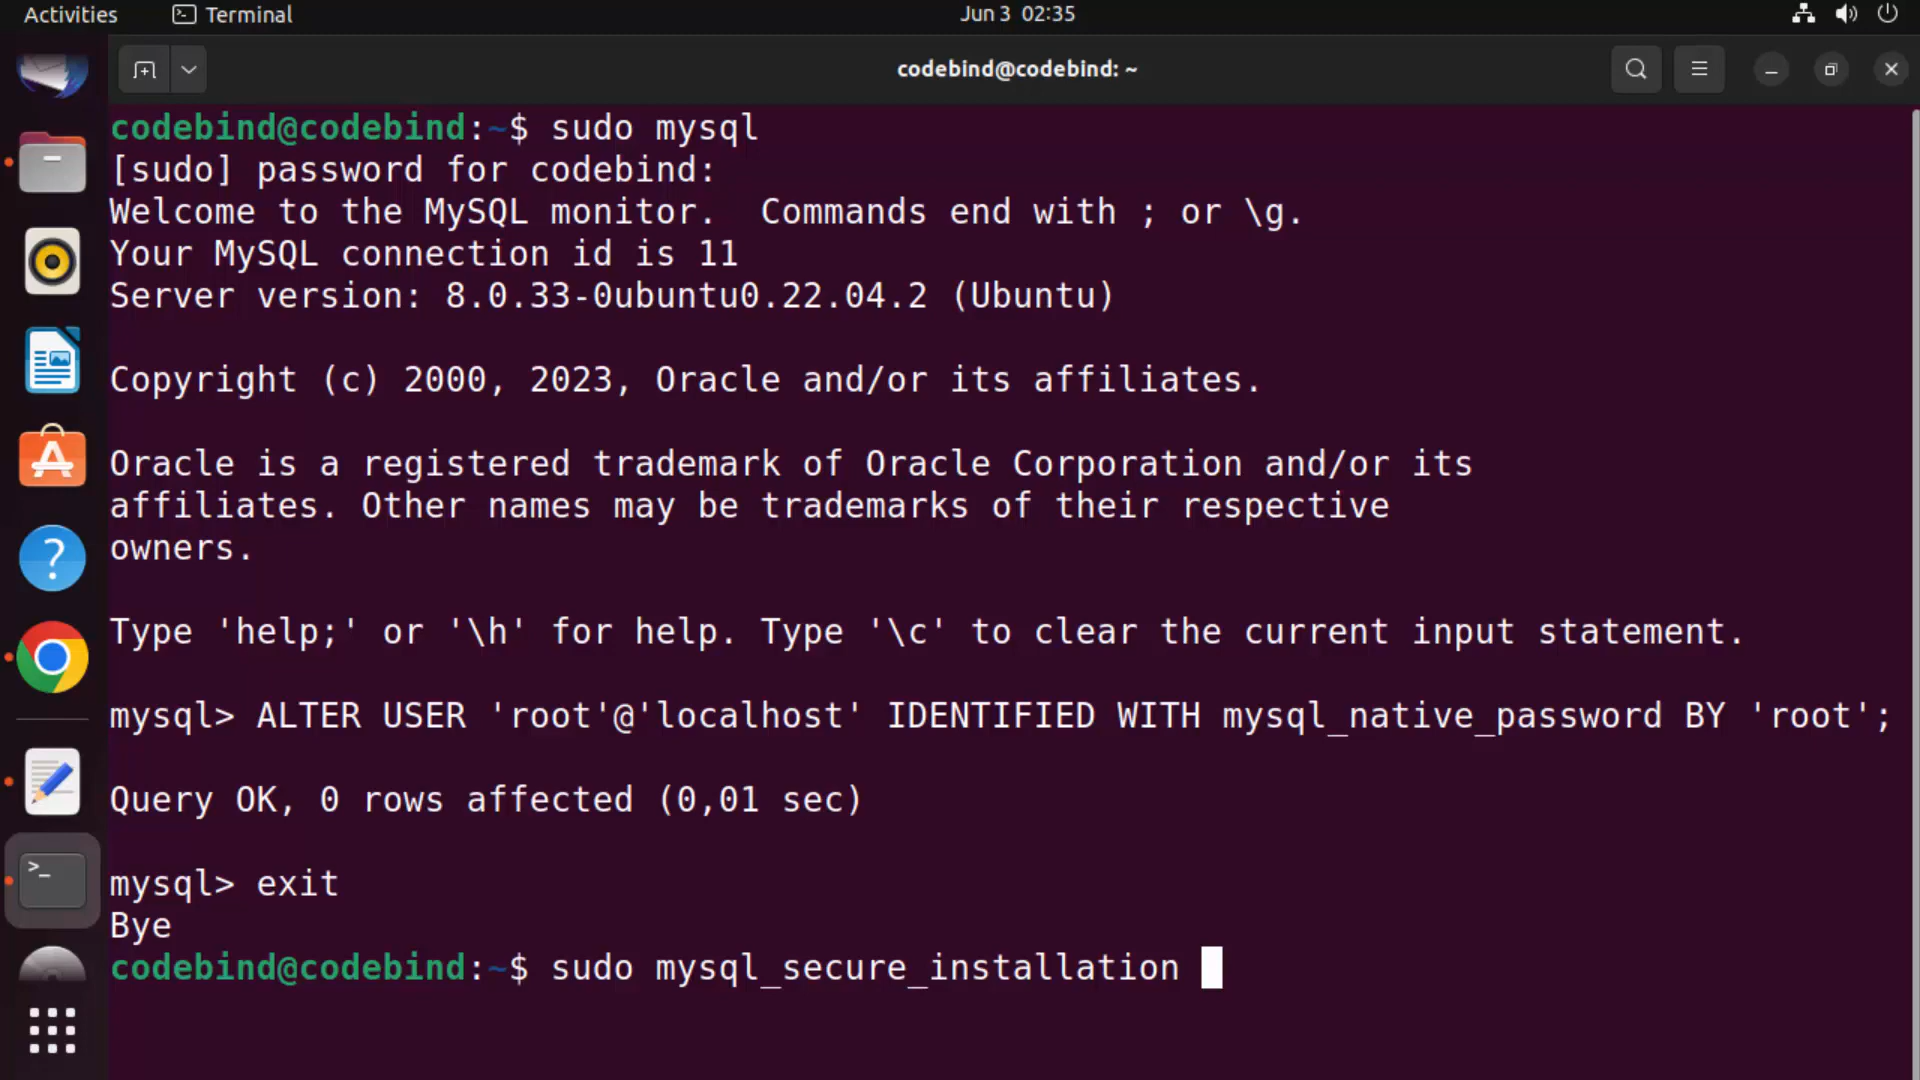 Activities Terminal Jun 3 02:35
codebind@codebind: ~
codebind@codebind:~$ sudo mysql
[sudo] password for codebind:
Welcome to the MySQL monitor.  Commands end with ; or \g.
Your MySQL connection id is 11
Server version: 8.0.33-0ubuntu0.22.04.2 (Ubuntu)
Copyright (c) 2000, 2023, Oracle and/or its affiliates.
Oracle is a registered trademark of Oracle Corporation and/or its
affiliates. Other names may be trademarks of their respective
owners.
Type 'help;' or '\h' for help. Type '\c' to clear the current input statement.
mysql> ALTER USER 'root'@'localhost' IDENTIFIED WITH mysql_native_password BY 'root';
Query OK, 0 rows affected (0,01 sec)
mysql> exit
Bye
codebind@codebind:~$ sudo mysql_secure_installation